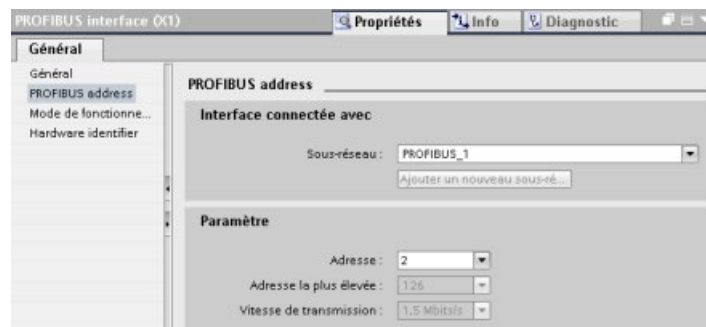 PROFIBUS interface (X1)
Propriétés
Info
Diagnostic
Général
Général
PROFIBUS address
Mode de fonctionne...
Hardware identifier
PROFIBUS address
Interface connectée avec
Sous-réseau : PROFIBUS_1
Ajouter un nouveau sous-ré...
Paramètre
Adresse : 2
Adresse la plus élevée : 126
Vitesse de transmission : 1.5 Mbits/s